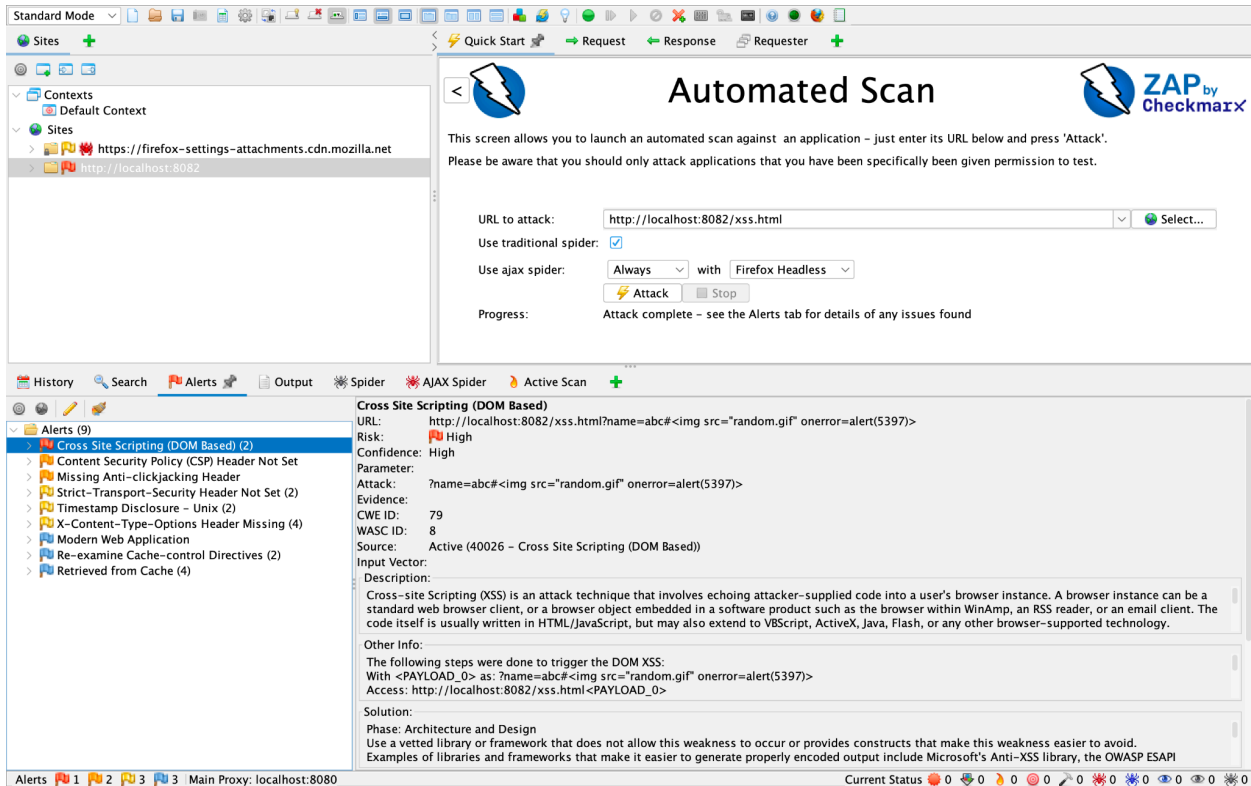 Standard Mode
Sites
Quick Start
Request
Response
Requester
<
Automated Scan
ZAP by
Checkmarx
This screen allows you to launch an automated scan against  an application – just enter its URL below and press 'Attack'.
Please be aware that you should only attack applications that you have been specifically been given permission to test.
Contexts
Default Context
Sites
https://firefox-settings-attachments.cdn.mozilla.net
http://localhost:8082
URL to attack:
http://localhost:8082/xss.html
Select...
Use traditional spider:
Use ajax spider:
Always
with
Firefox Headless
Attack
Stop
Progress:
Attack complete – see the Alerts tab for details of any issues found
History
Search
Alerts
Output
Spider
AJAX Spider
Active Scan
Alerts (9)
Cross Site Scripting (DOM Based) (2)
Content Security Policy (CSP) Header Not Set
Missing Anti-clickjacking Header
Strict-Transport-Security Header Not Set (2)
Timestamp Disclosure – Unix (2)
X-Content-Type-Options Header Missing (4)
Modern Web Application
Re-examine Cache-control Directives (2)
Retrieved from Cache (4)
Cross Site Scripting (DOM Based)
URL: http://localhost:8082/xss.html?name=abc#<img src="random.gif" onerror=alert(5397)>
Risk: High
Confidence: High
Parameter:
Attack: ?name=abc#<img src="random.gif" onerror=alert(5397)>
Evidence:
CWE ID: 79
WASC ID: 8
Source: Active (40026 – Cross Site Scripting (DOM Based))
Input Vector:
Description:
Cross-site Scripting (XSS) is an attack technique that involves echoing attacker-supplied code into a user's browser instance. A browser instance can be a
standard web browser client, or a browser object embedded in a software product such as the browser within WinAmp, an RSS reader, or an email client. The
code itself is usually written in HTML/JavaScript, but may also extend to VBScript, ActiveX, Java, Flash, or any other browser-supported technology.
Other Info:
The following steps were done to trigger the DOM XSS:
With <PAYLOAD_0> as: ?name=abc#<img src="random.gif" onerror=alert(5397)>
Access: http://localhost:8082/xss.html<PAYLOAD_0>
Solution:
Phase: Architecture and Design
Use a vetted library or framework that does not allow this weakness to occur or provides constructs that make this weakness easier to avoid.
Examples of libraries and frameworks that make it easier to generate properly encoded output include Microsoft's Anti-XSS library, the OWASP ESAPI
Alerts 1 2 3 3 Main Proxy: localhost:8080
Current Status 0 0 0 0 0 0 0 0 0 0